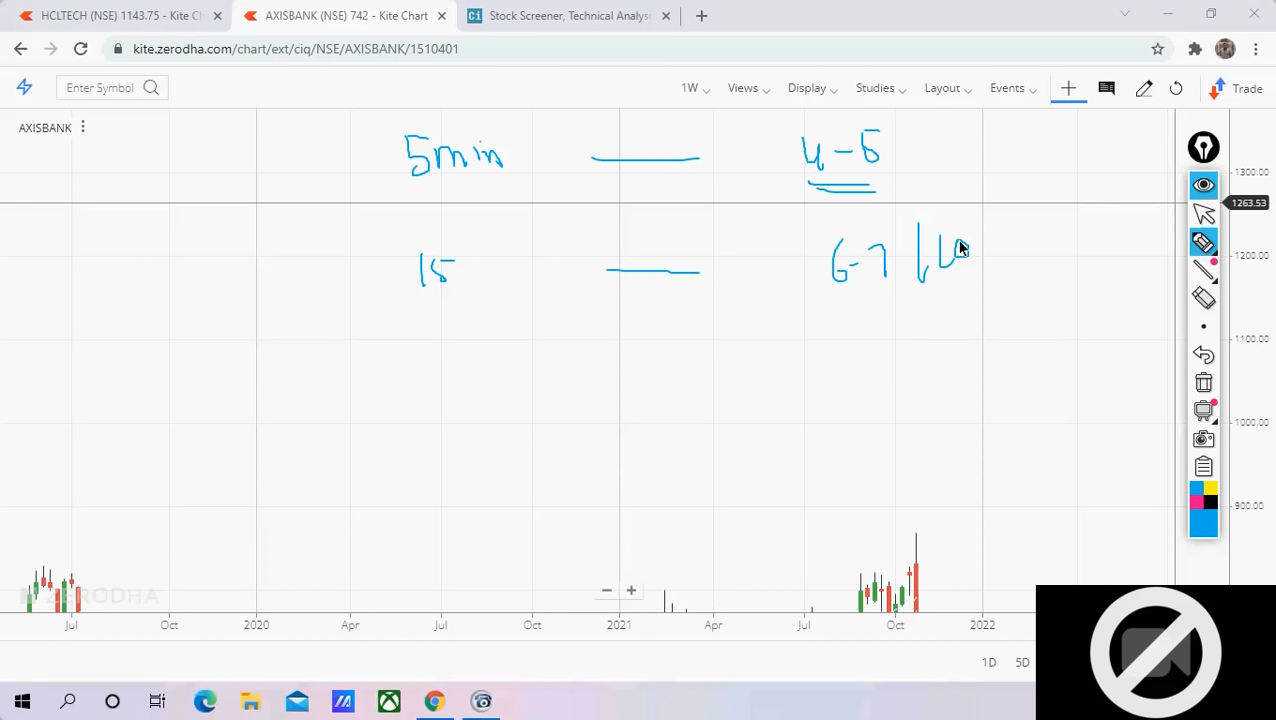 HCLTECH (NSE) 1143.75 - Kite Ch
AXISBANK (NSE) 742 - Kite Chart
Stock Screener, Technical Analysis
kite.zerodha.com/chart/ext/ciq/NSE/AXISBANK/1510401
Enter Symbol
1W
Views
Display
Studies
Layout
Events
Trade
AXISBANK
5min — 4-5
15 — 6-7
1300.00
1263.53
1200.00
1100.00
1000.00
900.00
ZERODHA
Jul
Oct
2020
Apr
Jul
Oct
2021
Apr
Jul
Oct
2022
1D
5D